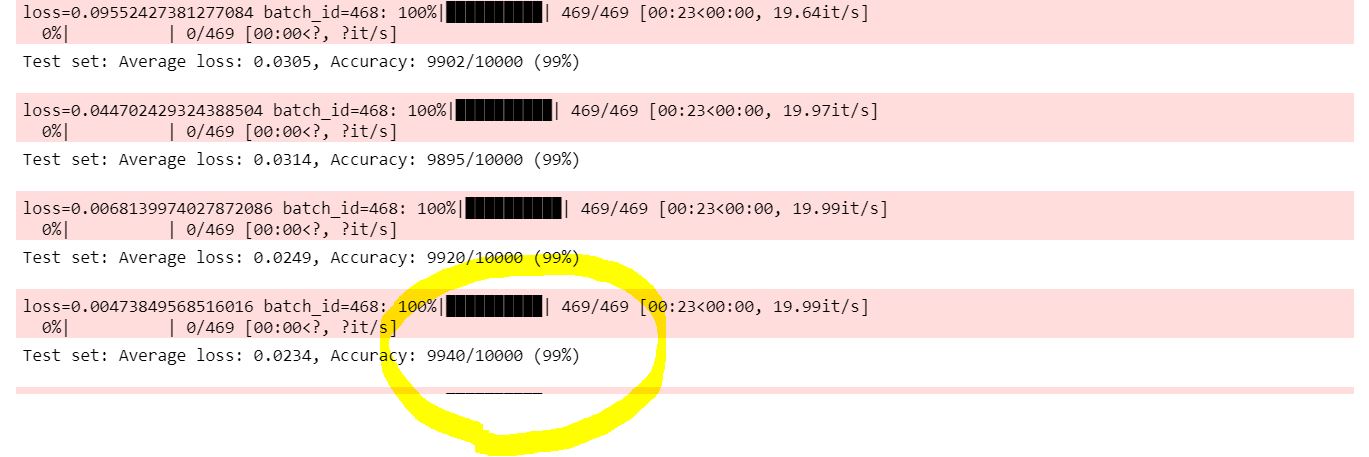 loss=0.09552427381277084 batch_id=468: 100%|██████████| 469/469 [00:23<00:00, 19.64it/s]
0%| | 0/469 [00:00<?, ?it/s]
Test set: Average loss: 0.0305, Accuracy: 9902/10000 (99%)
loss=0.044702429324388504 batch_id=468: 100%|██████████| 469/469 [00:23<00:00, 19.97it/s]
0%| | 0/469 [00:00<?, ?it/s]
Test set: Average loss: 0.0314, Accuracy: 9895/10000 (99%)
loss=0.0068139974027872086 batch_id=468: 100%|██████████| 469/469 [00:23<00:00, 19.99it/s]
0%| | 0/469 [00:00<?, ?it/s]
Test set: Average loss: 0.0249, Accuracy: 9920/10000 (99%)
loss=0.00473849568516016 batch_id=468: 100%|██████████| 469/469 [00:23<00:00, 19.99it/s]
0%| | 0/469 [00:00<?, ?it/s]
Test set: Average loss: 0.0234, Accuracy: 9940/10000 (99%)